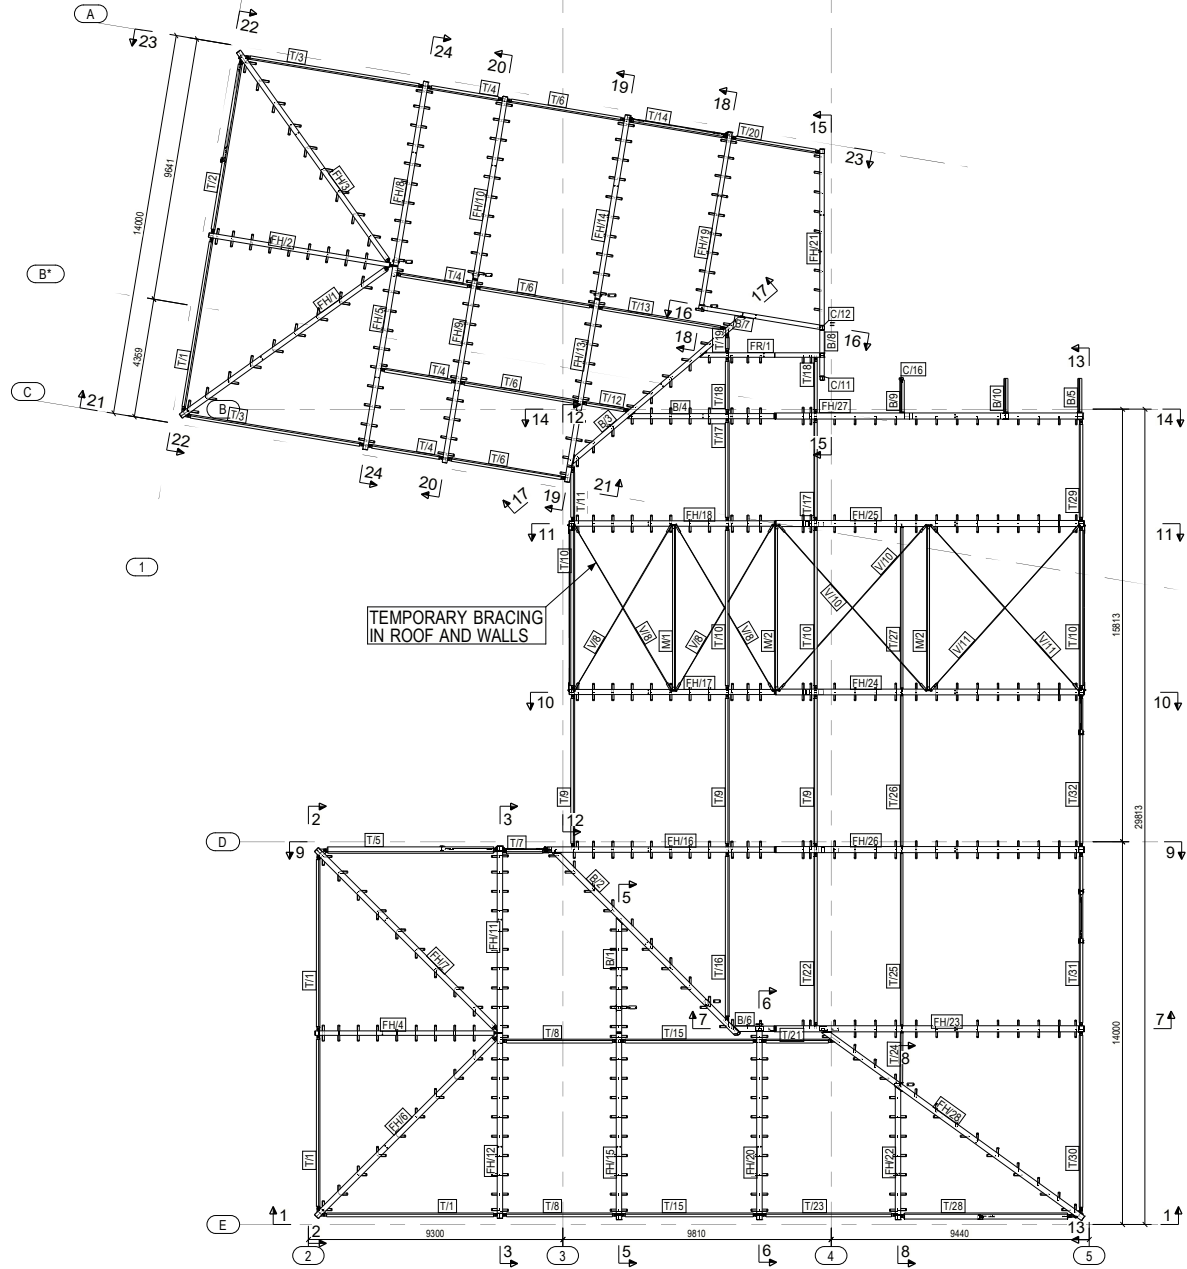 A
22
23
24
20
19
18
15
23
T/3
T/4
T/6
T/14
T/20
9641
14000
4359
T/2
FH/3
FH/8
FH/10
FH/14
FH/19
FH/21
FH/2
B*
FH/1
FH/5
FH/9
T/4
T/6
T/13
16
17
B/7
C/12
18
T/19
FR/1
B/8
16
FH/13
T/1
T/4
T/6
T/12
T/18
T/18
C/11
C/16
13
C
21
B
T/3
14
12
B/3
B/4
FH/27
B/9
B/10
B/5
14
22
24
T/4
20
T/6
17
19
21
T/17
15
T/11
T/17
T/29
11
FH/18
FH/25
11
1
T/10
TEMPORARY BRACING
IN ROOF AND WALLS
V/8
V/8
M/1
V/8
T/10
V/8
M/2
T/10
V/10
V/10
T/27
M/2
V/11
V/11
T/10
15813
10
FH/17
FH/24
10
T/9
T/9
T/9
T/26
T/32
29813
2
3
12
D
9
T/5
T/7
FH/16
FH/26
9
B/2
5
FH/7
FH/11
B/1
T/16
T/22
T/25
T/31
T/1
6
7
B/6
FH/4
T/8
T/15
T/21
FH/23
7
T/24
8
14000
FH/6
FH/28
T/1
FH/12
FH/15
FH/20
FH/22
T/30
1
T/1
T/8
T/15
T/23
T/28
1
E
2
13
9300
9810
9440
2
3
3
5
6
4
8
5